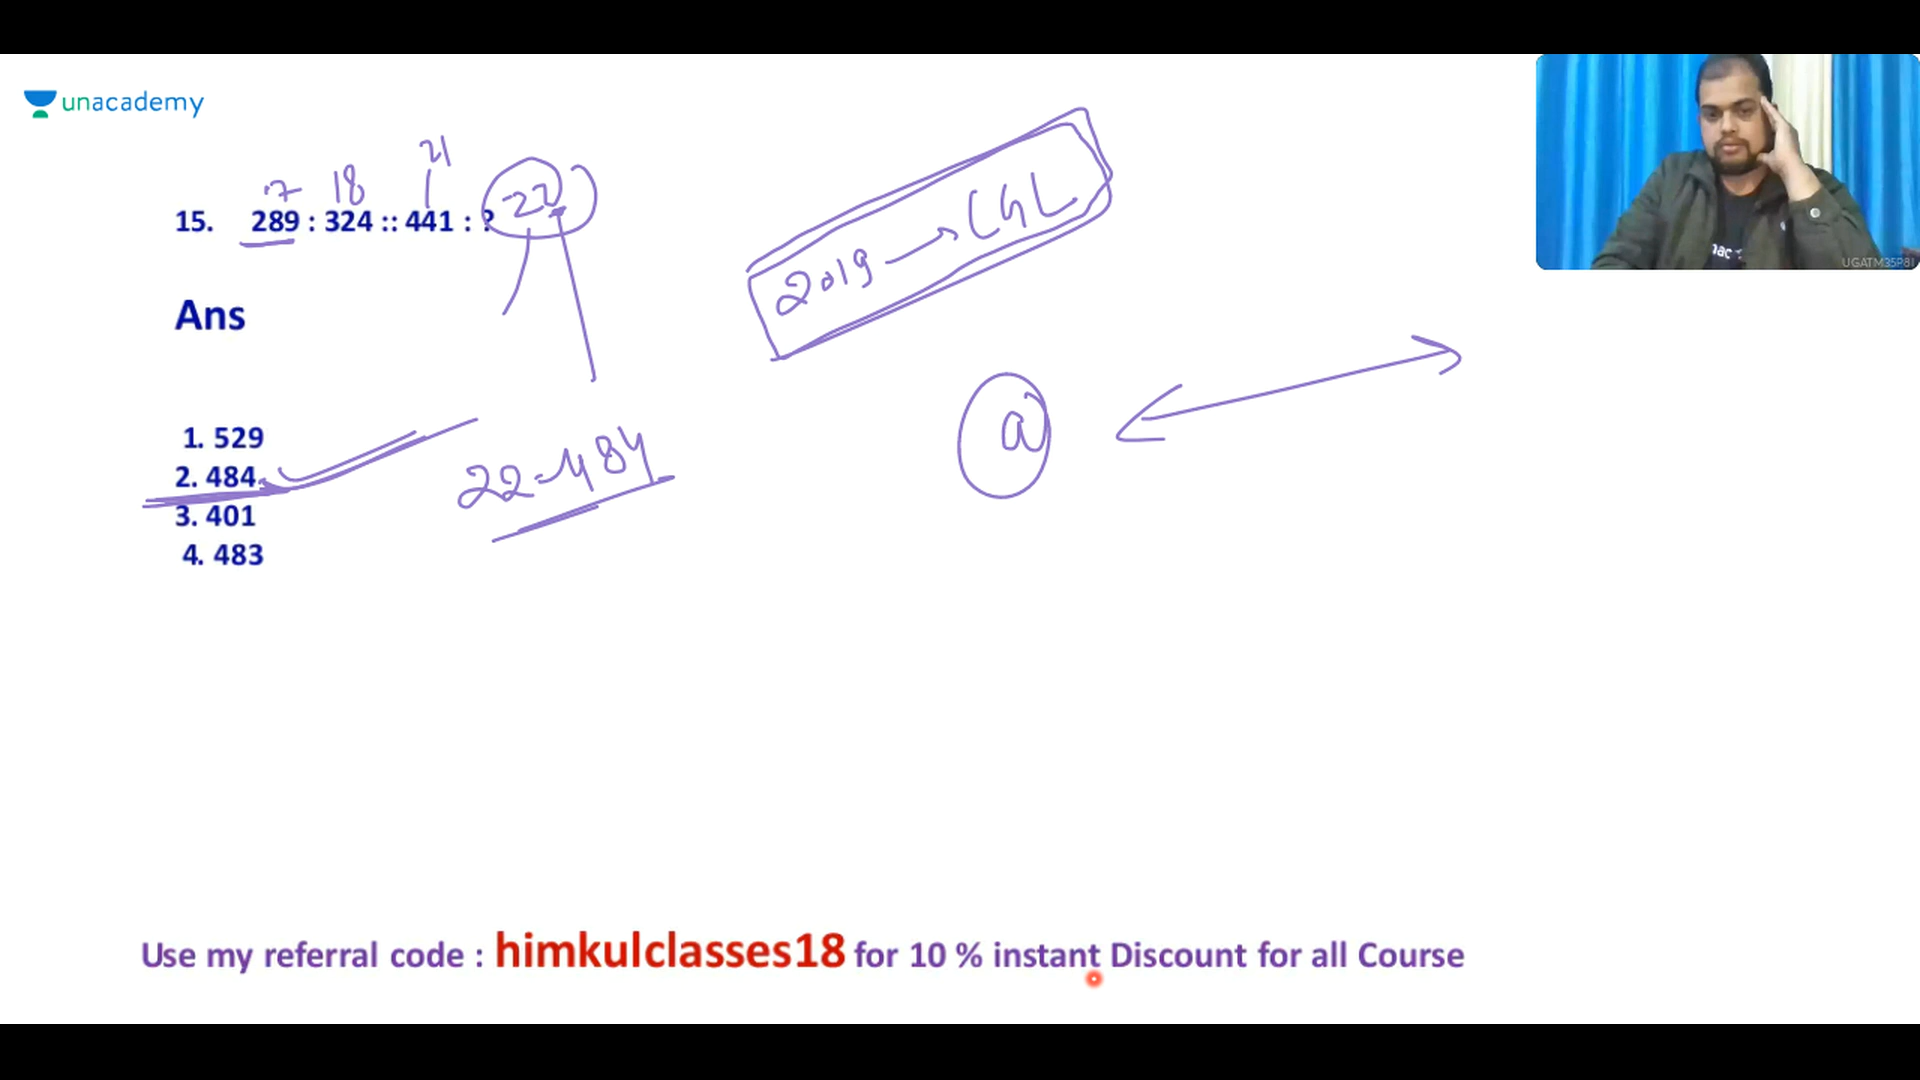 unacademy
21
17 18
15. 289 : 324 :: 441 : ? 22
2019 → CGL
Ans
a
1. 529
2. 484
22 - 484
3. 401
4. 483
Use my referral code : himkulclasses18 for 10 % instant Discount for all Course
UGATM35P8I